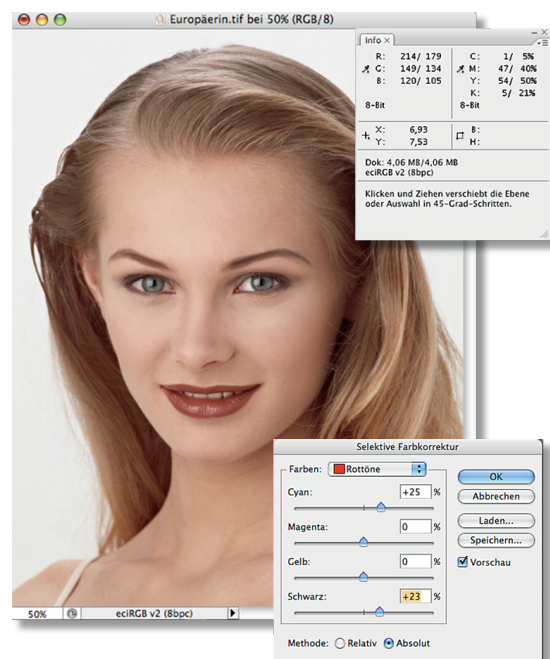 Europäerin.tif bei 50% (RGB/8)
Info ×
R: 214/ 179
G: 149/ 134
B: 120/ 105
8-Bit
C: 1/ 5%
M: 47/ 40%
Y: 54/ 50%
K: 5/ 21%
8-Bit
X: 6,93
Y: 7,53
B:
H:
Dok: 4,06 MB/4,06 MB
eciRGB v2 (8bpc)
Klicken und Ziehen verschiebt die Ebene
oder Auswahl in 45-Grad-Schritten.
Selektive Farbkorrektur
Farben: Rottöne
Cyan: +25 %
Magenta: 0 %
Gelb: 0 %
Schwarz: +23 %
Methode: Relativ Absolut
OK
Abbrechen
Laden...
Speichern...
Vorschau
50% eciRGB v2 (8bpc)